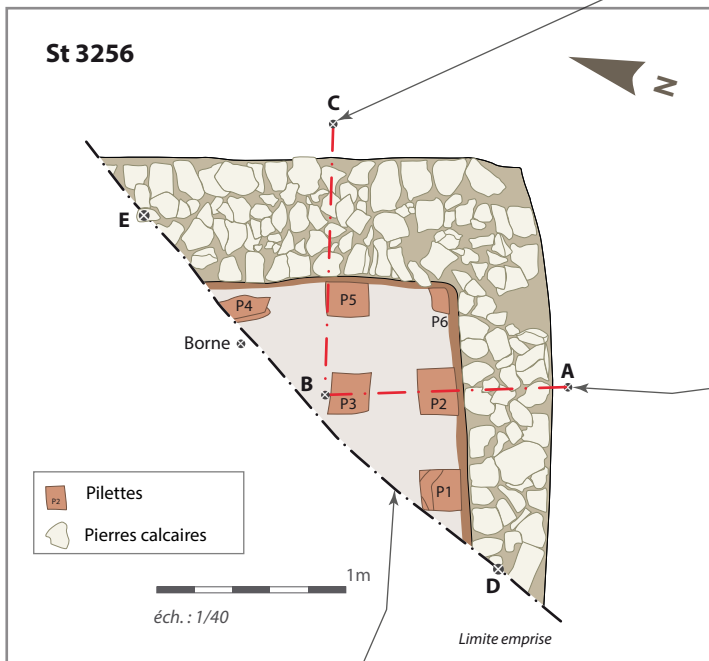 St 3256
N
C
E
P4
P5
P6
Borne
A
B
P3
P2
P1
P2
Pilettes
Pierres calcaires
D
1m
éch. : 1/40
Limite emprise